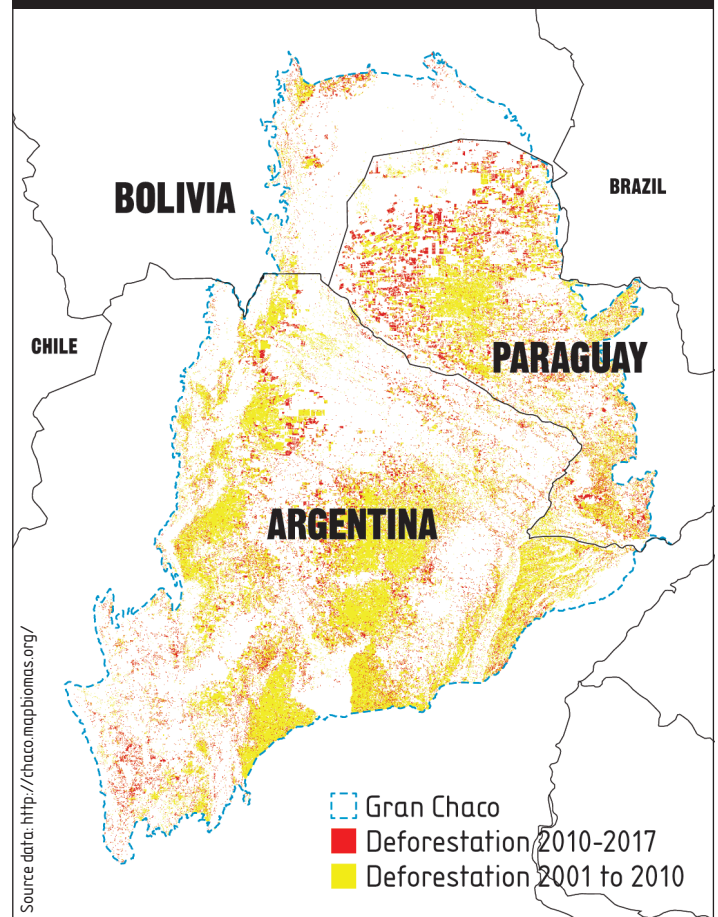 BOLIVIA
BRAZIL
CHILE
PARAGUAY
ARGENTINA
Gran Chaco
Deforestation 2010-2017
Deforestation 2001 to 2010
Source data: http://chaco.mapbiomas.org/